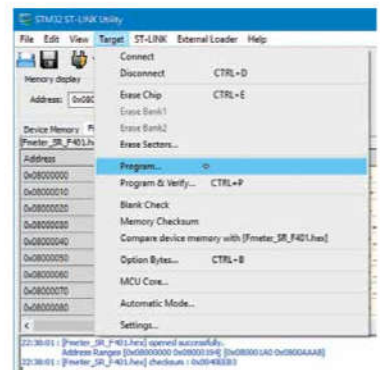 STM32 ST-LINK Utility
File Edit View Target ST-LINK External Loader Help
Memory display
Address:
Device Memory
Address
0x08000000
0x08000010
0x08000020
0x08000030
0x08000040
0x08000050
0x08000060
0x08000070
0x08000080
Connect
Disconnect CTRL+D
Erase Chip CTRL+E
Erase Bank1
Erase Bank2
Erase Sectors...
Program...
Program & Verify... CTRL+P
Blank Check
Memory Checksum
Compare device memory with [Fmeter_SR_F401.hex]
Option Bytes... CTRL+B
MCU Core...
Automatic Mode...
Settings...
22:38:01 : [Fmeter_SR_F401.hex] opened successfully.
Address Ranges [0x08000000 0x08000194] [0x080001A0 0x0800AAA8]
22:38:01 : [Fmeter_SR_F401.hex] checksum :